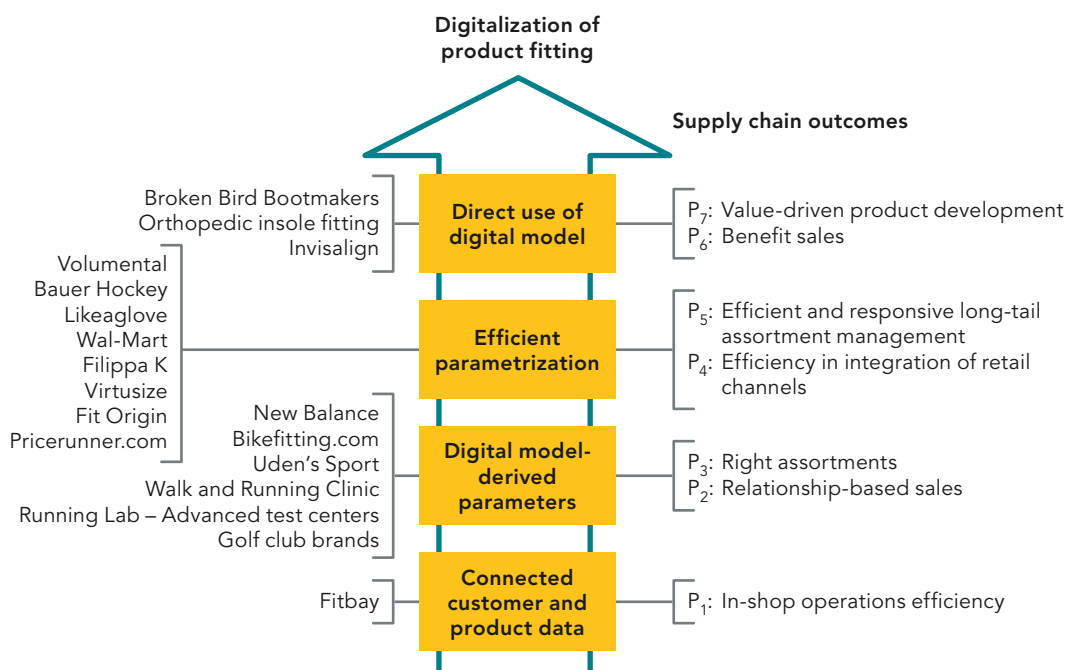 Digitalization of
product fitting
Supply chain outcomes
Broken Bird Bootmakers
Orthopedic insole fitting
Invisalign
Direct use of
digital model
P₇: Value-driven product development
P₆: Benefit sales
Volumental
Bauer Hockey
Likeaglove
Wal-Mart
Filippa K
Virtusize
Fit Origin
Pricerunner.com
Efficient
parametrization
P₅: Efficient and responsive long-tail
assortment management
P₄: Efficiency in integration of retail
channels
New Balance
Bikefitting.com
Uden’s Sport
Walk and Running Clinic
Running Lab – Advanced test centers
Golf club brands
Digital model-
derived
parameters
P₃: Right assortments
P₂: Relationship-based sales
Fitbay
Connected
customer and
product data
P₁: In-shop operations efficiency